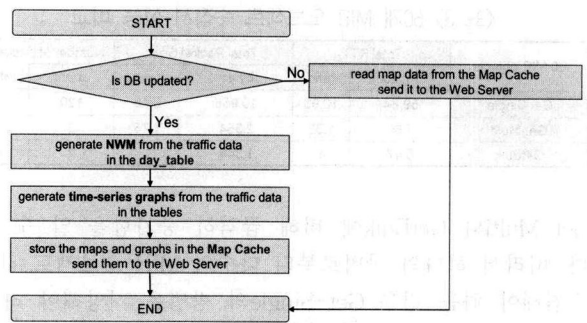 START
Is DB updated?
No
read map data from the Map Cache
send it to the Web Server
Yes
generate NWM from the traffic data
in the day_table
generate time-series graphs from the traffic data
in the tables
store the maps and graphs in the Map Cache
send them to the Web Server
END